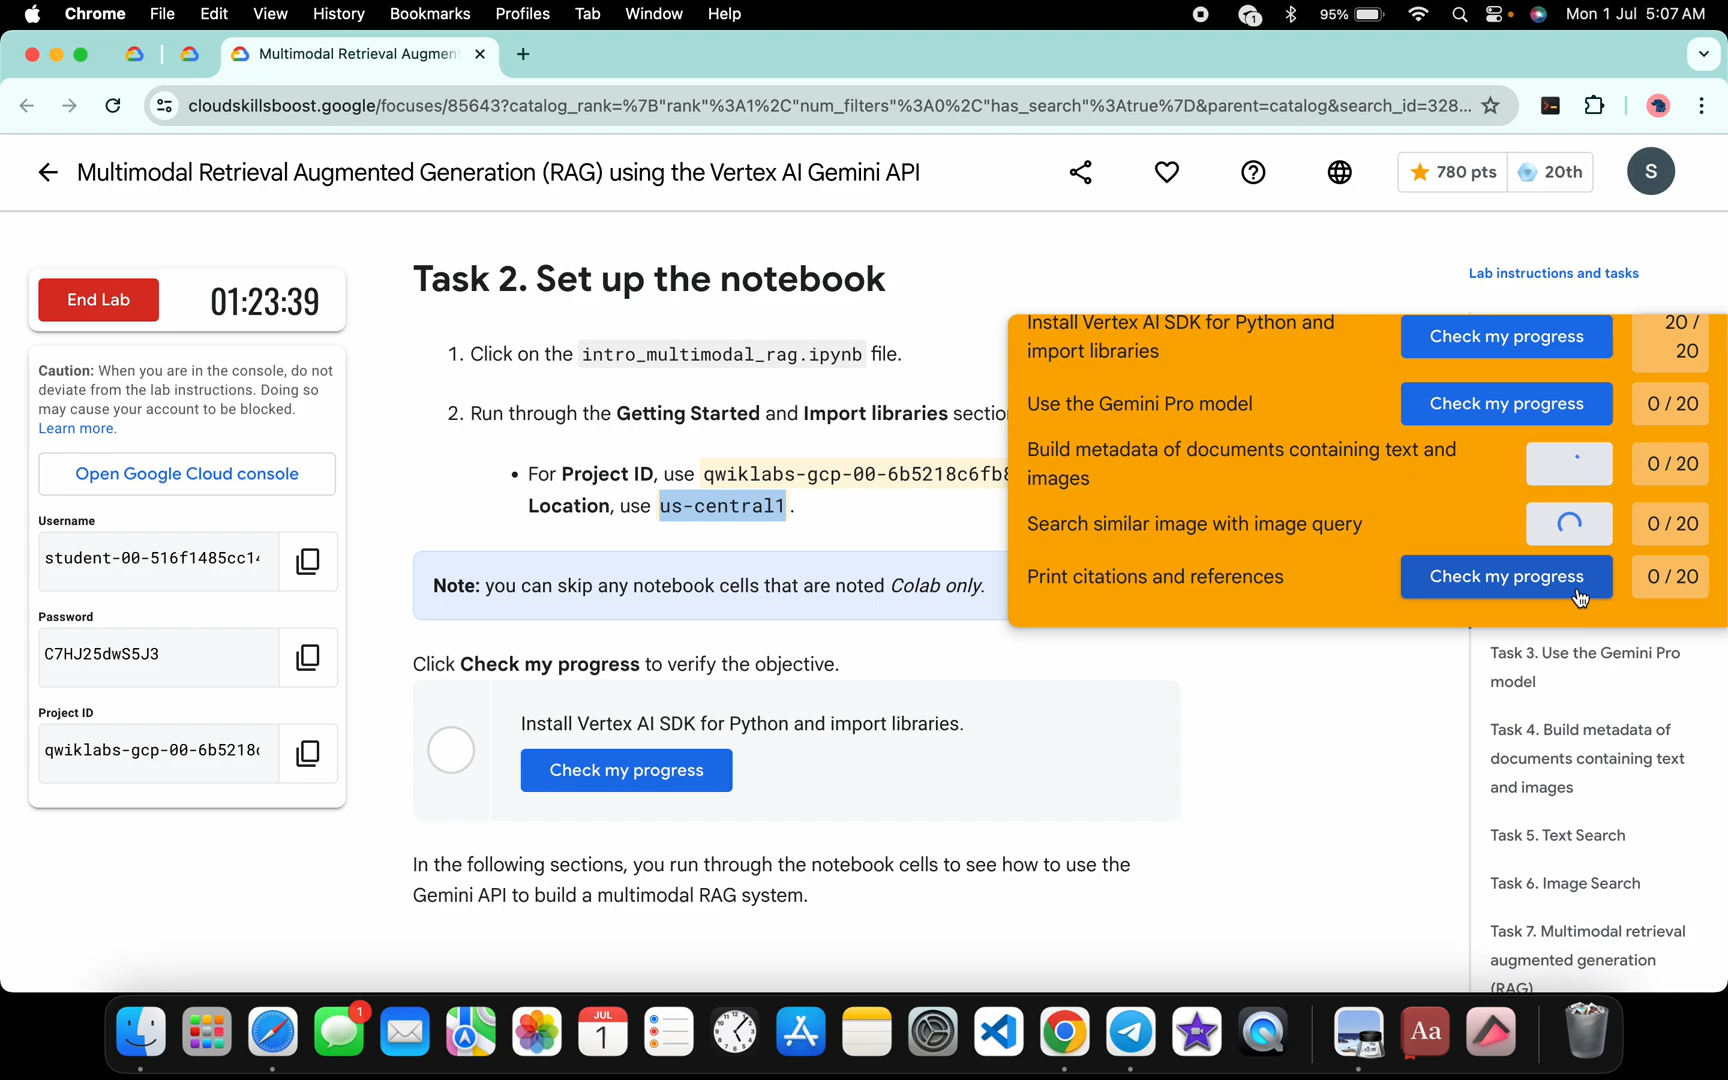 Chrome File Edit View History Bookmarks Profiles Tab Window Help 1 95% Mon 1 Jul 5:07 AM
Multimodal Retrieval Augmen
cloudskillsboost.google/focuses/85643?catalog_rank=%7B"rank"%3A1%2C"num_filters"%3A0%2C"has_search"%3Atrue%7D&parent=catalog&search_id=328...
Multimodal Retrieval Augmented Generation (RAG) using the Vertex AI Gemini API
780 pts 20th S
End Lab 01:23:39
Caution: When you are in the console, do not
deviate from the lab instructions. Doing so
may cause your account to be blocked.
Learn more.
Open Google Cloud console
Username
student-00-516f1485cc1
Password
C7HJ25dwS5J3
Project ID
qwiklabs-gcp-00-6b5218
Task 2. Set up the notebook
1. Click on the intro_multimodal_rag.ipynb file.
2. Run through the Getting Started and Import libraries sectio
• For Project ID, use qwiklabs-gcp-00-6b5218c6fb
Location, use us-central1 .
Note: you can skip any notebook cells that are noted Colab only.
Click Check my progress to verify the objective.
Install Vertex AI SDK for Python and import libraries.
Check my progress
In the following sections, you run through the notebook cells to see how to use the
Gemini API to build a multimodal RAG system.
Lab instructions and tasks
Install Vertex AI SDK for Python and
import libraries
Check my progress
20 /
20
Use the Gemini Pro model
Check my progress
0 / 20
Build metadata of documents containing text and
images
0 / 20
Search similar image with image query
0 / 20
Print citations and references
Check my progress
0 / 20
Task 3. Use the Gemini Pro
model
Task 4. Build metadata of
documents containing text
and images
Task 5. Text Search
Task 6. Image Search
Task 7. Multimodal retrieval
augmented generation
(RAG)
1
JUL
1
Aa